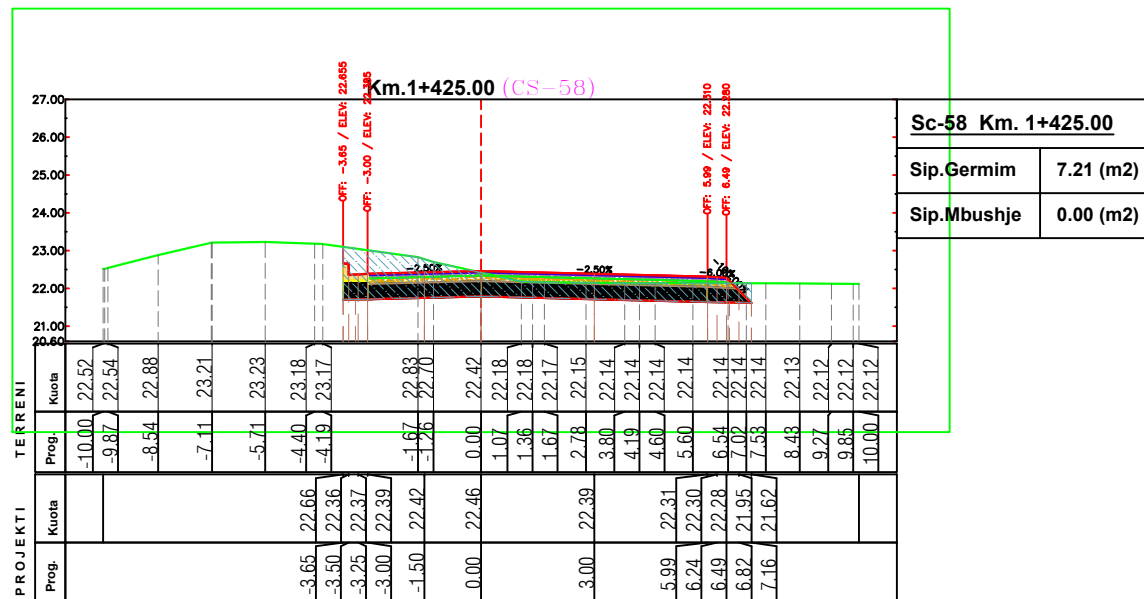 Km.1+425.00 (CS-58)
OFF: -3.65 / ELEV: 22.655
OFF: -3.00 / ELEV: 22.395
OFF: 5.99 / ELEV: 22.310
OFF: 6.49 / ELEV: 22.280
27.00
26.00
25.00
24.00
23.00
22.00
21.00
20.60
-2.50%
-2.50%
-6.00%
Sc-58 Km. 1+425.00
Sip.Germim 7.21 (m2)
Sip.Mbushje 0.00 (m2)
TERRENI
Kuota 22.52 22.54 22.88 23.21 23.23 23.18 23.17 22.83 22.70 22.42 22.18 22.18 22.17 22.15 22.14 22.14 22.14 22.14 22.14 22.14 22.14 22.13 22.12 22.12 22.12
Prog. -10.00 -9.87 -8.54 -7.11 -5.71 -4.40 -4.19 -1.67 -1.26 0.00 1.07 1.36 1.67 2.78 3.80 4.19 4.60 5.60 6.54 7.02 7.53 8.43 9.27 9.85 10.00
PROJEKTI
Kuota 22.66 22.36 22.37 22.39 22.42 22.46 22.39 22.31 22.30 22.28 21.95 21.62
Prog. -3.65 -3.50 -3.25 -3.00 -1.50 0.00 3.00 5.99 6.24 6.49 6.82 7.16